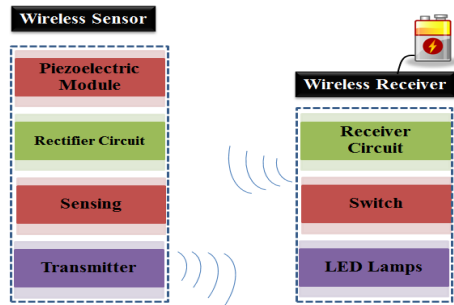 Wireless Sensor
Piezoelectric
Module
Rectifier Circuit
Sensing
Transmitter
Wireless Receiver
Receiver
Circuit
Switch
LED Lamps